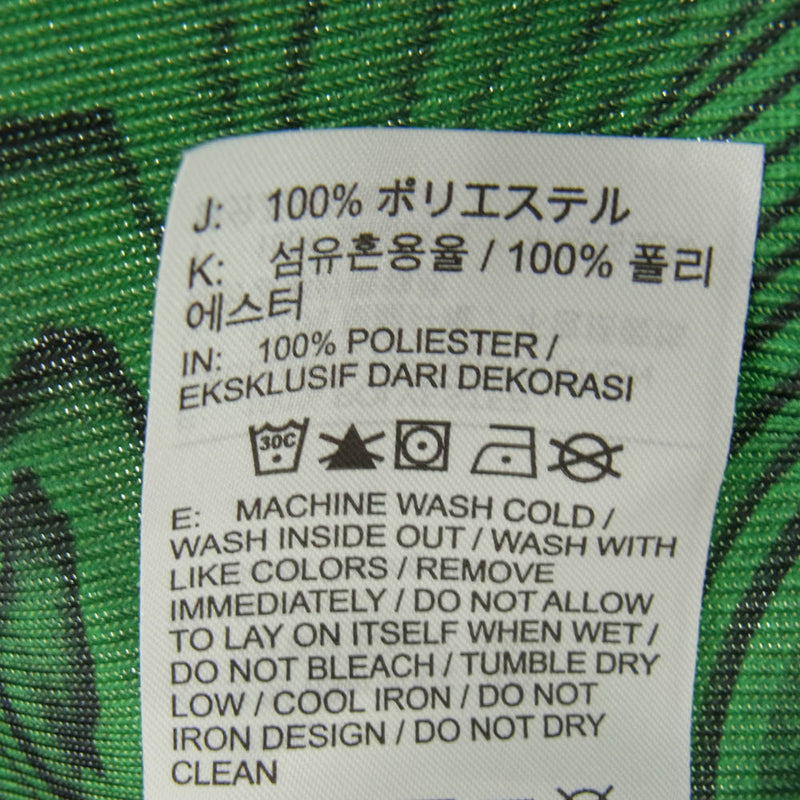 J: 100% ポリエステル
K: 섬유혼용율 / 100% 폴리
에스터
IN: 100% POLIESTER /
EKSKLUSIF DARI DEKORASI
30C
E: MACHINE WASH COLD /
WASH INSIDE OUT / WASH WITH
LIKE COLORS / REMOVE
IMMEDIATELY / DO NOT ALLOW
TO LAY ON ITSELF WHEN WET /
DO NOT BLEACH / TUMBLE DRY
LOW / COOL IRON / DO NOT
IRON DESIGN / DO NOT DRY
CLEAN